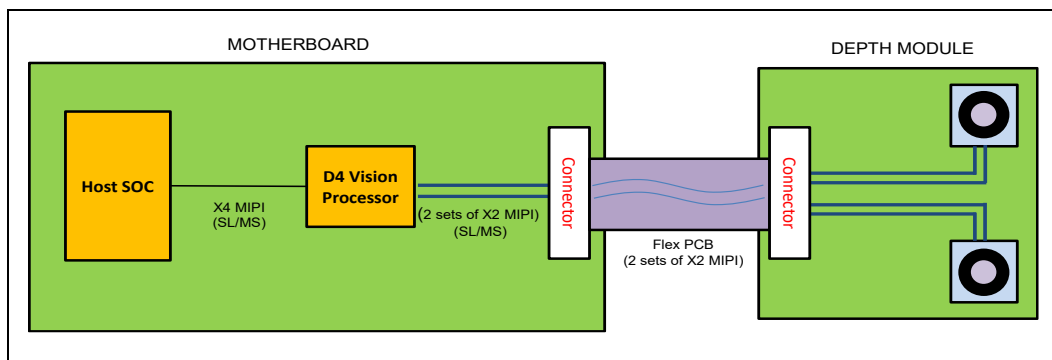 MOTHERBOARD
DEPTH MODULE
Host SOC
X4 MIPI
(SL/MS)
D4 Vision
Processor
(2 sets of X2 MIPI)
(SL/MS)
Connector
Flex PCB
(2 sets of X2 MIPI)
Connector